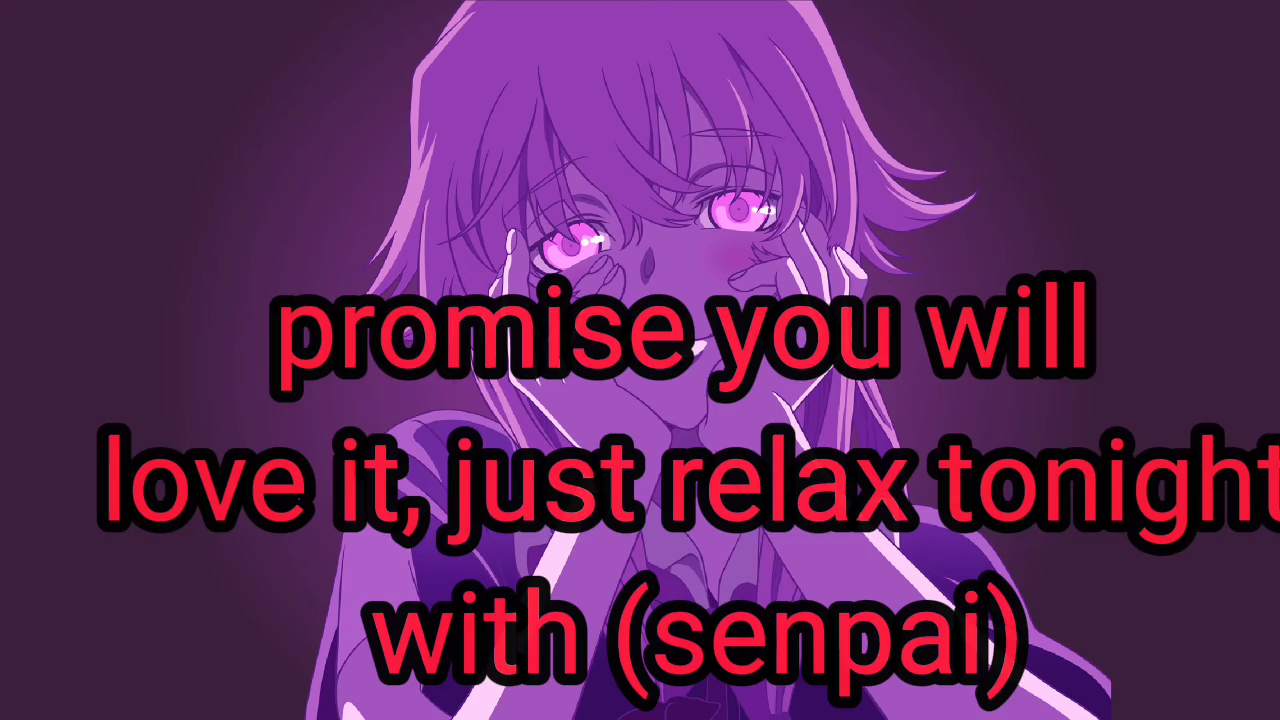 promise you will
love it, just relax tonight
with (senpai)